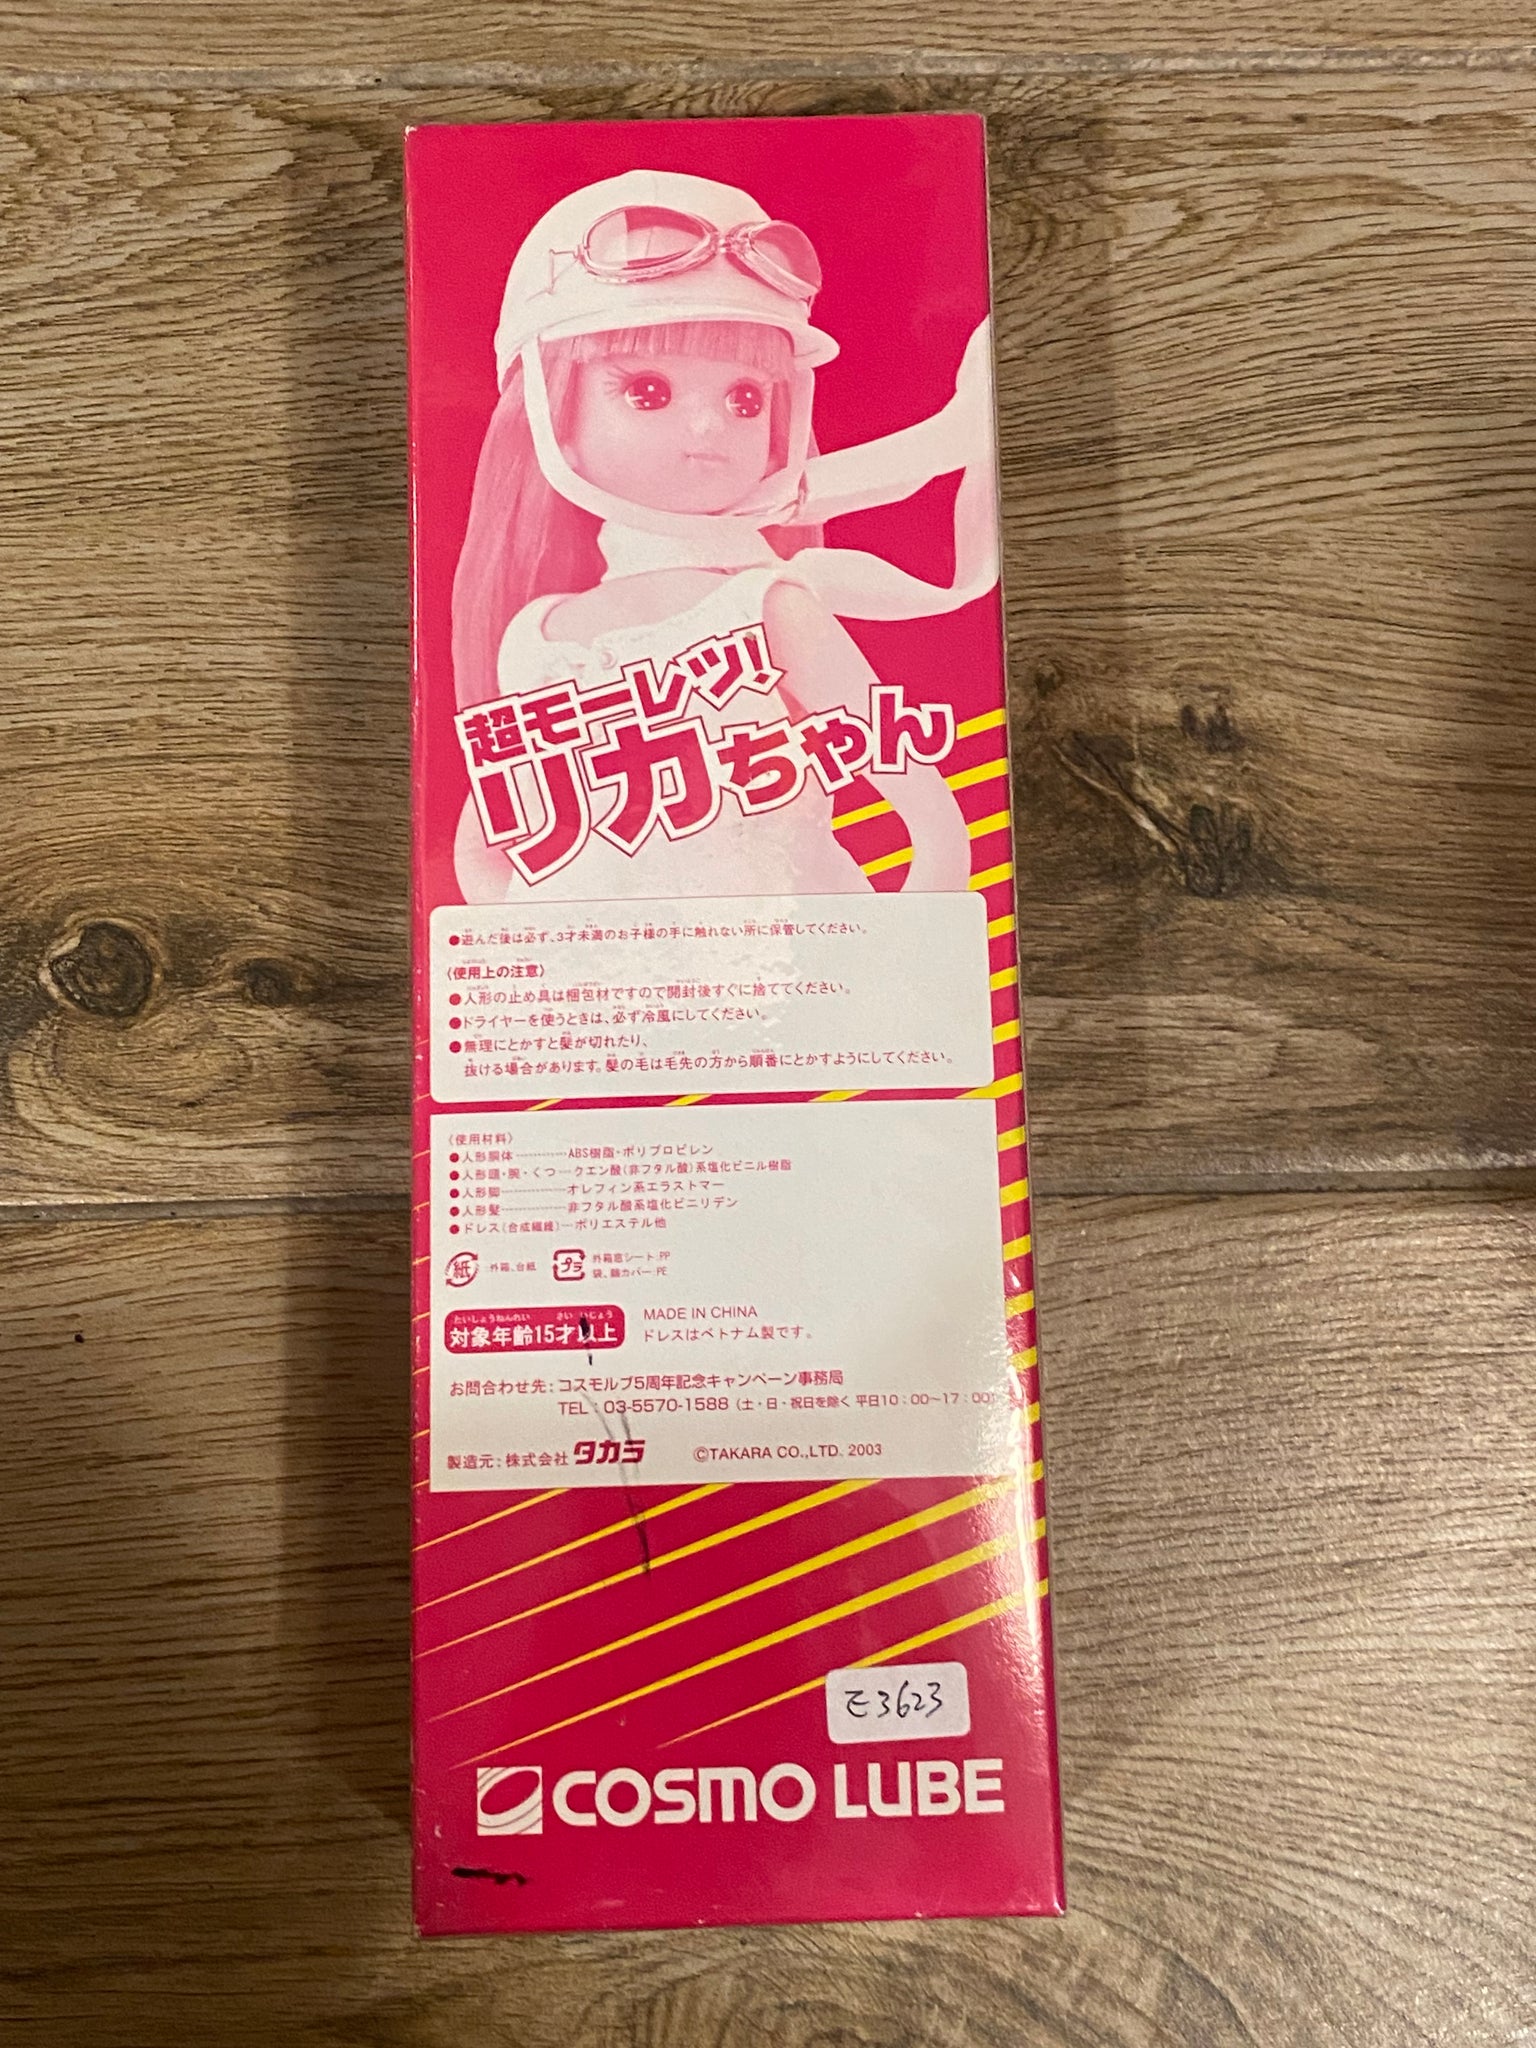 超モーレツ!
リカちゃん
●遊んだ後は必ず、3才未満のお子様の手に触れない所に保管してください。
〈使用上の注意〉
●人形の止め具は梱包材ですので開封後すぐに捨ててください。
●ドライヤーを使うときは、必ず冷風にしてください。
●無理にとかすと髪が切れたり、
抜ける場合があります。髪の毛は毛先の方から順番にとかすようにしてください。
〈使用材料〉
●人形胴体…………ABS樹脂・ポリプロピレン
●人形頭・腕・くつ…クエン酸(非フタル酸)系塩化ビニル樹脂
●人形脚……………オレフィン系エラストマー
●人形髪……………非フタル酸系塩化ビニリデン
●ドレス(合成繊維)…ポリエステル他
紙 外箱、台紙 プラ 外箱窓シート:PP
袋、顔カバー:PE
たいしょうねんれい さい いじょう
対象年齢15才以上 MADE IN CHINA
ドレスはベトナム製です。
お問合わせ先:コスモルブ5周年記念キャンペーン事務局
TEL:03-5570-1588(土・日・祝日を除く 平日10:00〜17:00)
製造元:株式会社 タカラ ©TAKARA CO.,LTD. 2003
E3623
COSMO LUBE